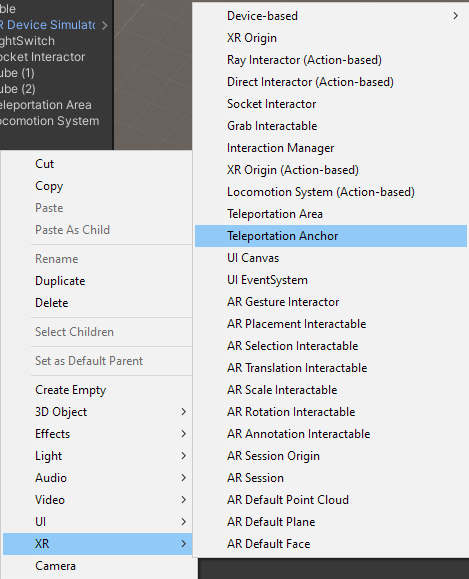 ble
R Device Simulato
ghtSwitch
ocket Interactor
ube (1)
ube (2)
eleportation Area
ocomotion System
Cut
Copy
Paste
Paste As Child
Rename
Duplicate
Delete
Select Children
Set as Default Parent
Create Empty
3D Object
Effects
Light
Audio
Video
UI
XR
Camera
Device-based
XR Origin
Ray Interactor (Action-based)
Direct Interactor (Action-based)
Socket Interactor
Grab Interactable
Interaction Manager
XR Origin (Action-based)
Locomotion System (Action-based)
Teleportation Area
Teleportation Anchor
UI Canvas
UI EventSystem
AR Gesture Interactor
AR Placement Interactable
AR Selection Interactable
AR Translation Interactable
AR Scale Interactable
AR Rotation Interactable
AR Annotation Interactable
AR Session Origin
AR Session
AR Default Point Cloud
AR Default Plane
AR Default Face